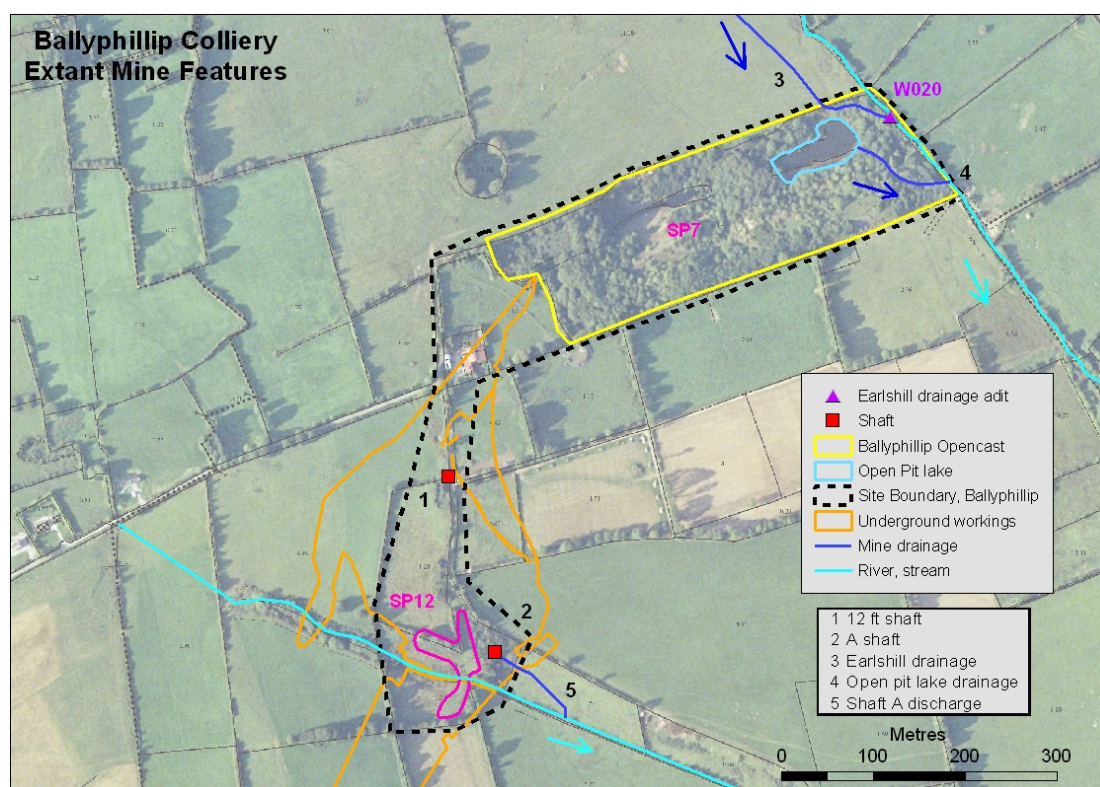 Ballyphillip Colliery
Extant Mine Features
3
W020
4
SP7
1
SP12
2
5
Earlshill drainage adit
Shaft
Ballyphillip Opencast
Open Pit lake
Site Boundary, Ballyphillip
Underground workings
Mine drainage
River, stream
1 12 ft shaft
2 A shaft
3 Earlshill drainage
4 Open pit lake drainage
5 Shaft A discharge
Metres
0 100 200 300